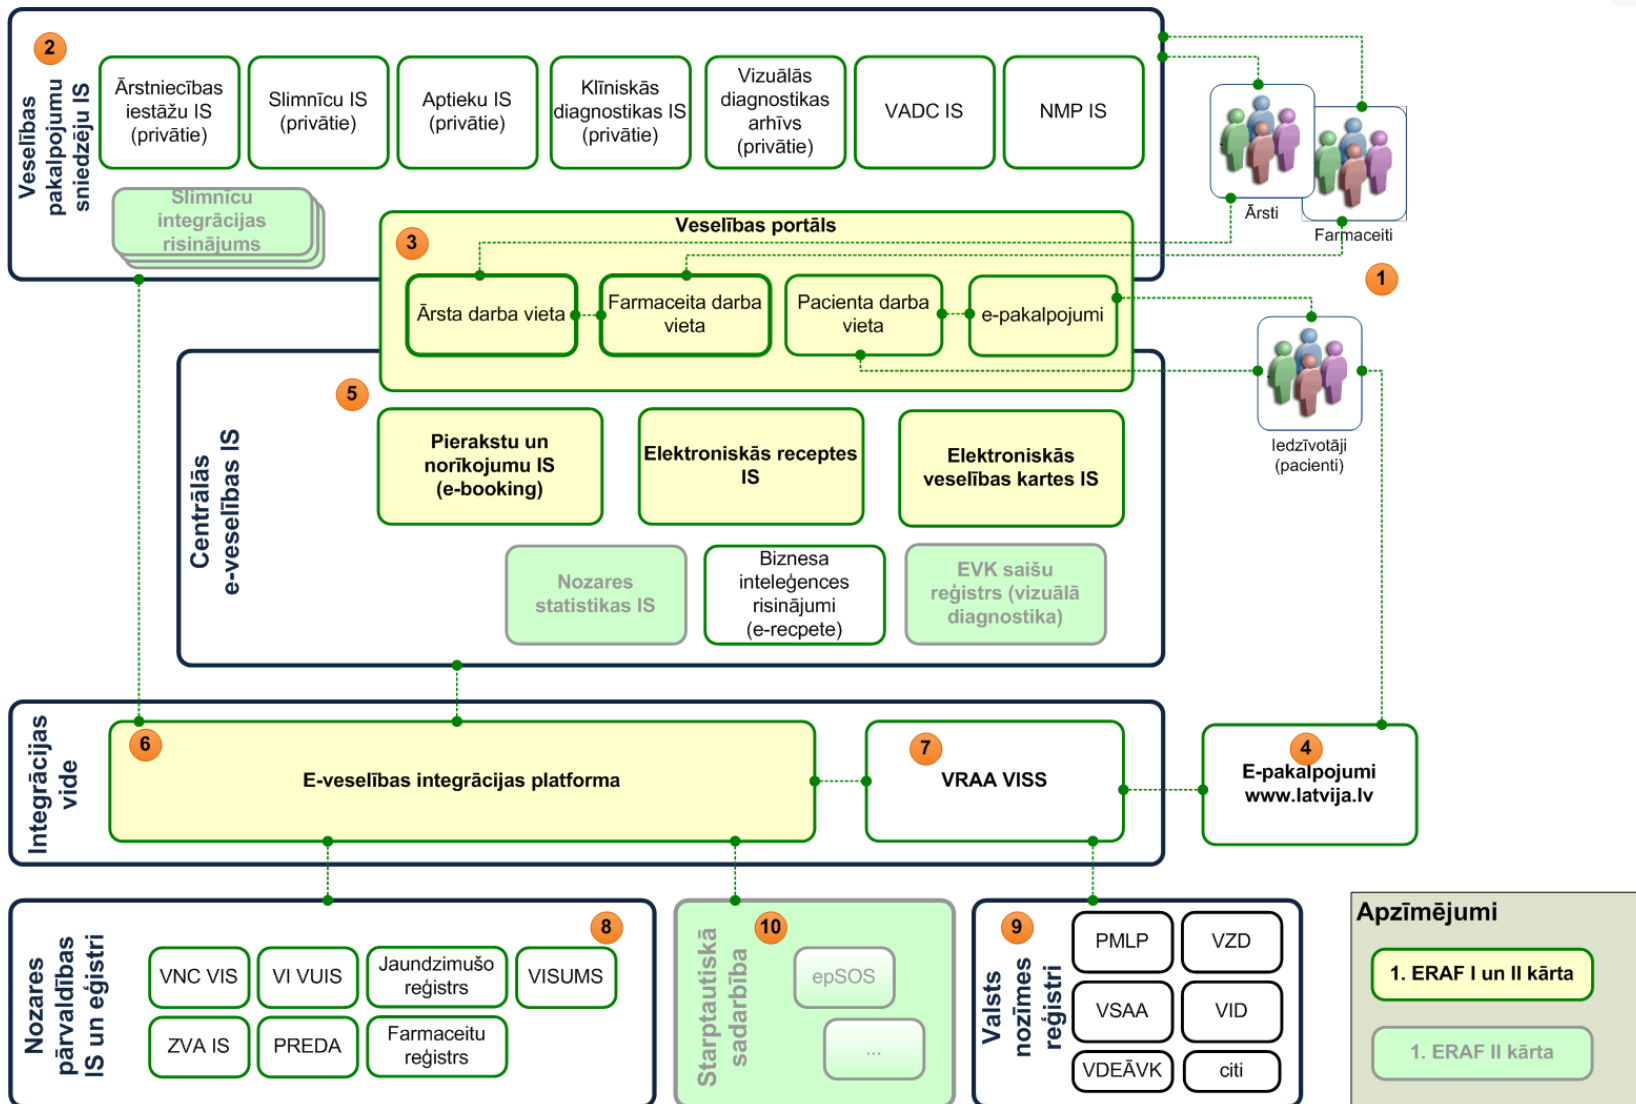 2
Veselības
pakalpojumu
sniedzēju IS
Ārstniecības
iestāžu IS
(privātie)
Slimnīcu IS
(privātie)
Aptieku IS
(privātie)
Klīniskās
diagnostikas IS
(privātie)
Vizuālās
diagnostikas
arhīvs
(privātie)
VADC IS
NMP IS
Slimnīcu
integrācijas
risinājums
Ārsti
Farmaceiti
1
3
Veselības portāls
Ārsta darba vieta
Farmaceita darba
vieta
Pacienta darba
vieta
e-pakalpojumi
Iedzīvotāji
(pacienti)
5
Centrālās
e-veselības IS
Pierakstu un
norīkojumu IS
(e-booking)
Elektroniskās receptes
IS
Elektroniskās
veselības kartes IS
Nozares
statistikas IS
Biznesa
inteleģences
risinājumi
(e-recpete)
EVK saišu
reģistrs (vizuālā
diagnostika)
Integrācijas
vide
6
E-veselības integrācijas platforma
7
VRAA VISS
4
E-pakalpojumi
www.latvija.lv
Nozares
pārvaldības
IS un eģistri
8
VNC VIS
VI VUIS
Jaundzimušo
reģistrs
VISUMS
ZVA IS
PREDA
Farmaceitu
reģistrs
Starptautiskā
sadarbība
10
epSOS
...
Valsts
nozīmes
reģistri
9
PMLP
VZD
VSAA
VID
VDEĀVK
citi
Apzīmējumi
1. ERAF I un II kārta
1. ERAF II kārta